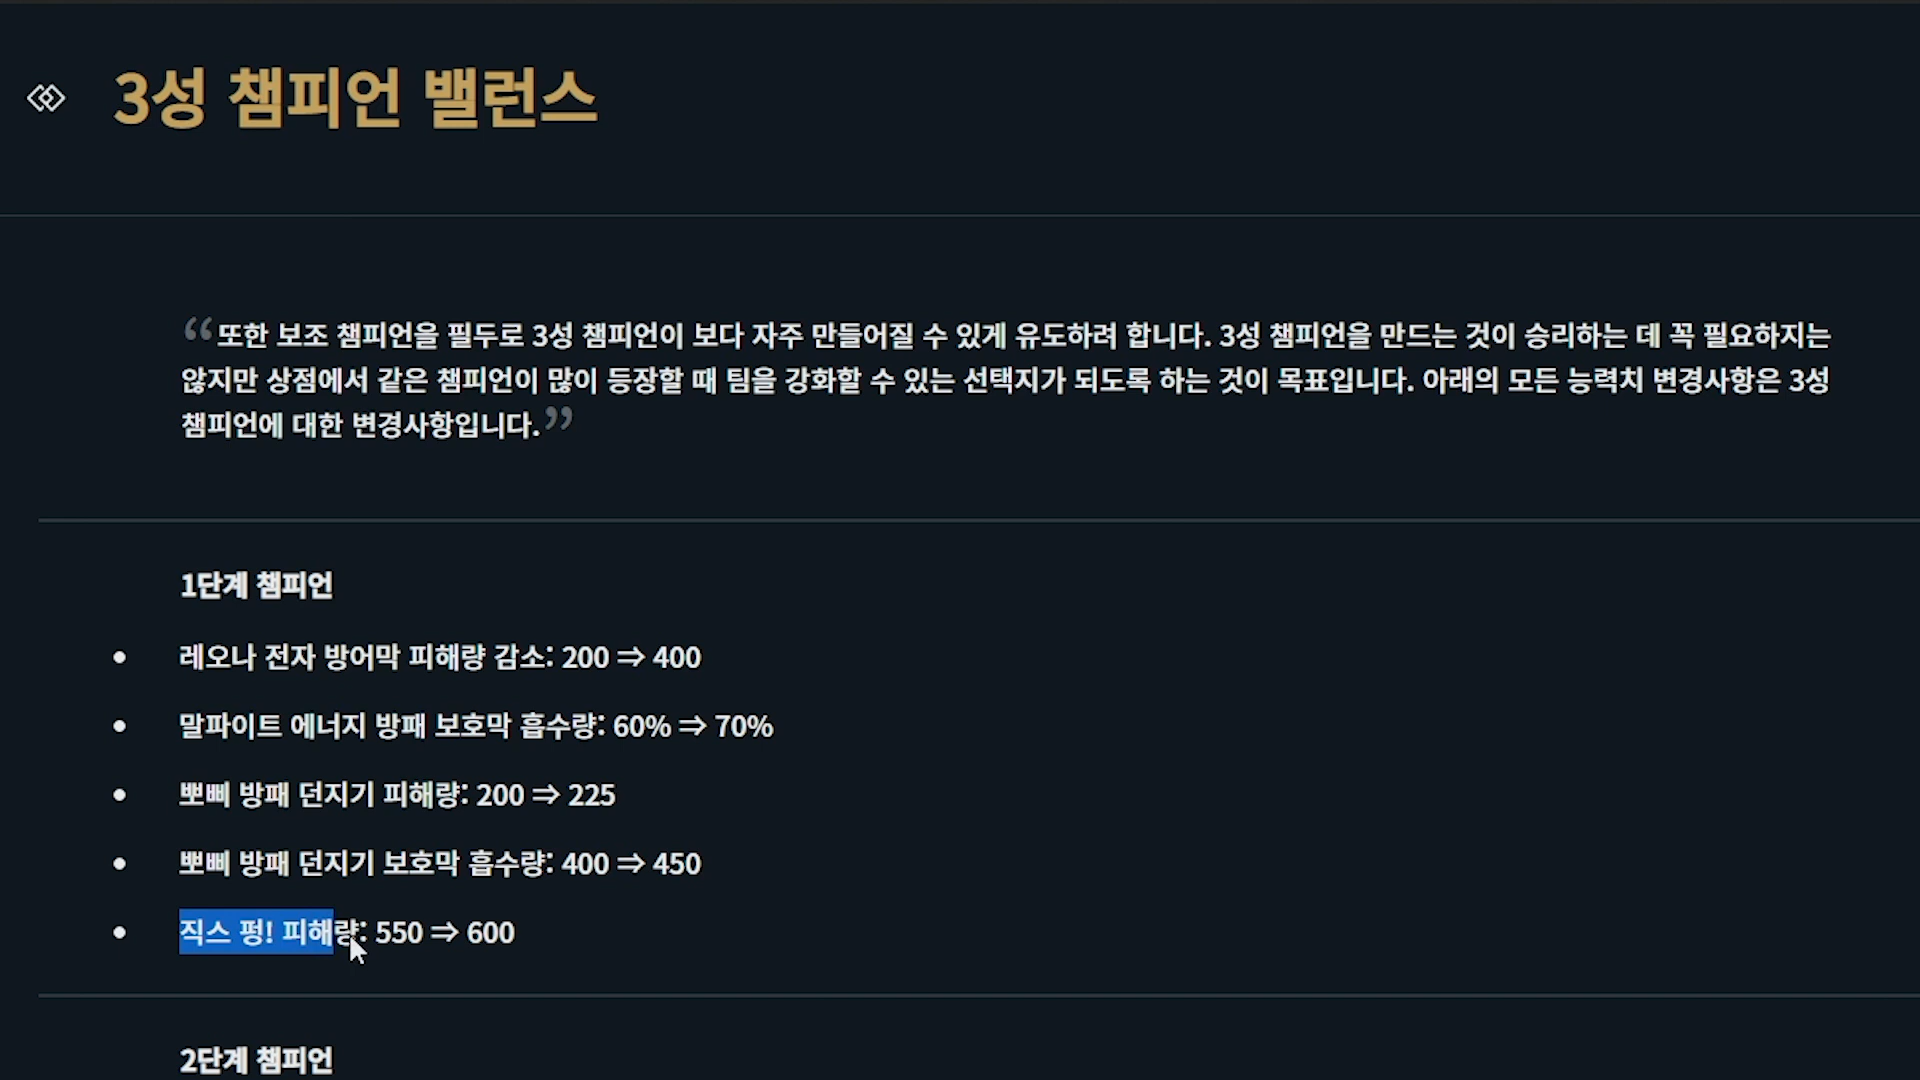 3성 챔피언 밸런스
“또한 보조 챔피언을 필두로 3성 챔피언이 보다 자주 만들어질 수 있게 유도하려 합니다. 3성 챔피언을 만드는 것이 승리하는 데 꼭 필요하지는
않지만 상점에서 같은 챔피언이 많이 등장할 때 팀을 강화할 수 있는 선택지가 되도록 하는 것이 목표입니다. 아래의 모든 능력치 변경사항은 3성
챔피언에 대한 변경사항입니다.”
1단계 챔피언
• 레오나 전자 방어막 피해량 감소: 200 ⇒ 400
• 말파이트 에너지 방패 보호막 흡수량: 60% ⇒ 70%
• 뽀삐 방패 던지기 피해량: 200 ⇒ 225
• 뽀삐 방패 던지기 보호막 흡수량: 400 ⇒ 450
• 직스 펑! 피해량: 550 ⇒ 600
2단계 챔피언